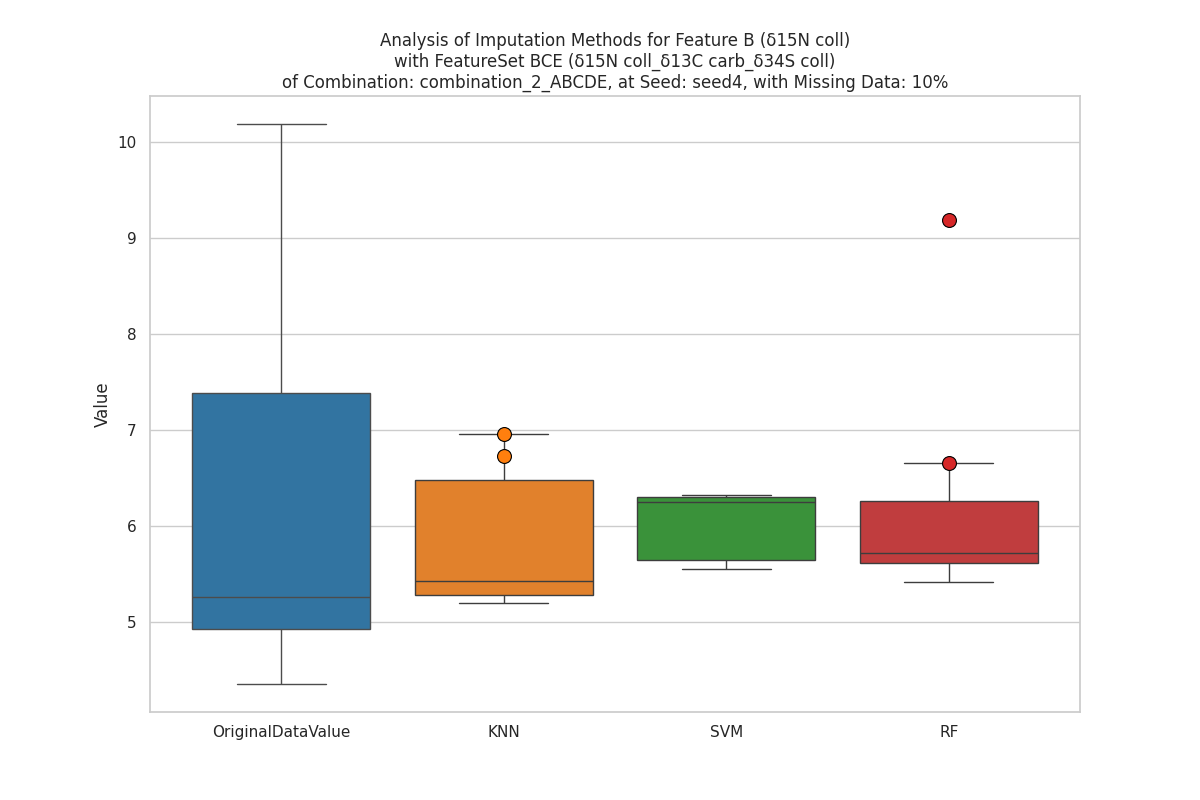 Analysis of Imputation Methods for Feature B (δ15N coll)
with FeatureSet BCE (δ15N coll_δ13C carb_δ34S coll)
of Combination: combination_2_ABCDE, at Seed: seed4, with Missing Data: 10%
10
9
8
7
6
5
Value
OriginalDataValue KNN SVM RF